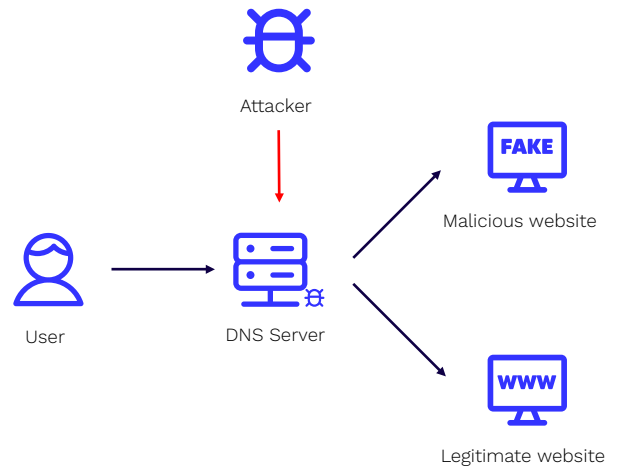 Attacker
FAKE
Malicious website
User
DNS Server
WWW
Legitimate website